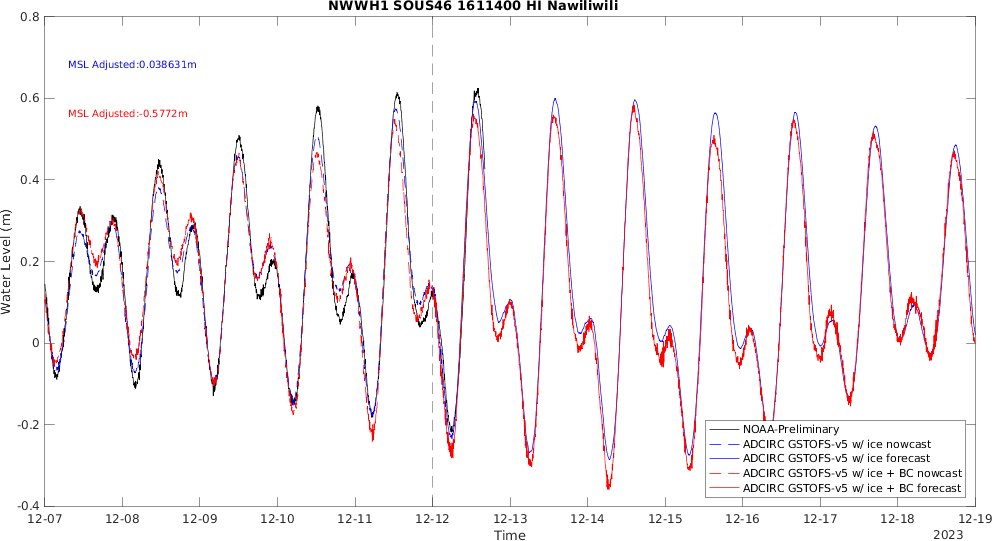 NWWH1 SOUS46 1611400 HI Nawiliwili
0.8
MSL Adjusted:0.038631m
0.6
MSL Adjusted:-0.5772m
0.4
Water Level (m)
0.2
0
-0.2
NOAA-Preliminary
ADCIRC GSTOFS-v5 w/ ice nowcast
ADCIRC GSTOFS-v5 w/ ice forecast
ADCIRC GSTOFS-v5 w/ ice + BC nowcast
ADCIRC GSTOFS-v5 w/ ice + BC forecast
-0.4
12-07 12-08 12-09 12-10 12-11 12-12 12-13 12-14 12-15 12-16 12-17 12-18 12-19
Time
2023